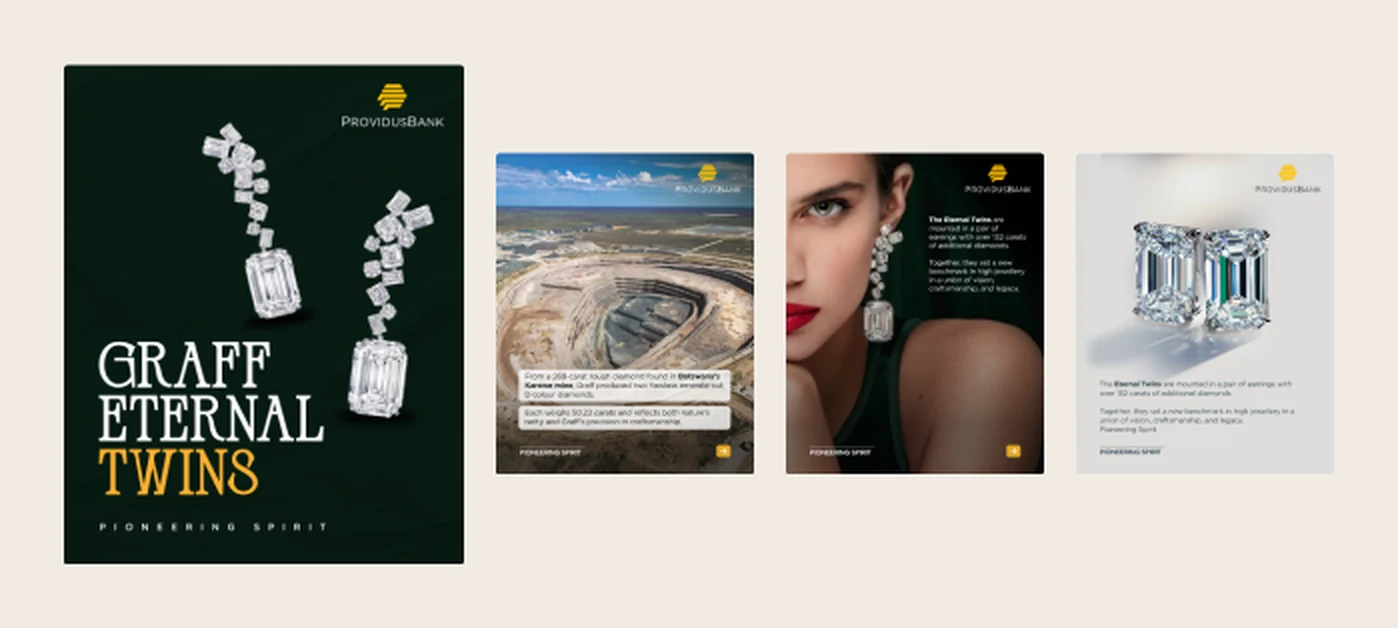 PROVIDUSBANK
GRAFF
ETERNAL
TWINS
PIONEERING SPIRIT
PROVIDUSBANK
From a 269-carat rough diamond found in Botswana's
Karowe mine, Graff produced two flawless emerald-cut
D colour diamonds.
Each weighs 50.23 carats and reflects both nature's
rarity and Graff's precision in craftsmanship.
PIONEERING SPIRIT
PROVIDUSBANK
The Eternal Twins are
mounted in a pair of
earrings with over 132 carats
of additional diamonds.
Together, they set a new
benchmark in high jewellery
in a union of vision,
craftsmanship, and legacy.
PIONEERING SPIRIT
PROVIDUSBANK
The Eternal Twins are mounted in a pair of earrings with
over 132 carats of additional diamonds.
Together, they set a new benchmark in high jewellery in a
union of vision, craftsmanship, and legacy.
Pioneering Spirit
PIONEERING SPIRIT